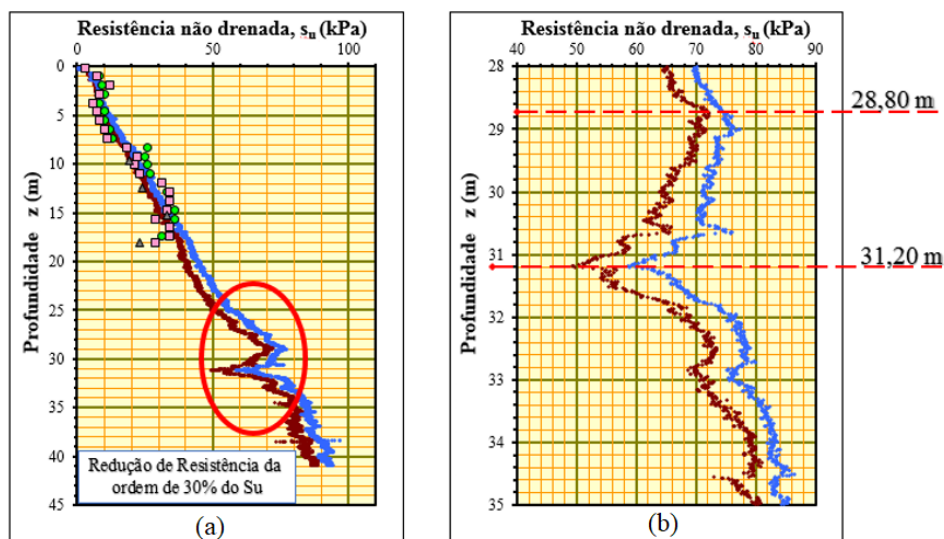 Resistência não drenada, su (kPa)
0
50
100
0
5
10
15
20
25
30
35
40
45
Profundidade z (m)
Redução de Resistência da
ordem de 30% do Su
(a)
Resistência não drenada, su (kPa)
40 50 60 70 80 90
28
29
30
31
32
33
34
35
Profundidade z (m)
28,80 m
31,20 m
(b)